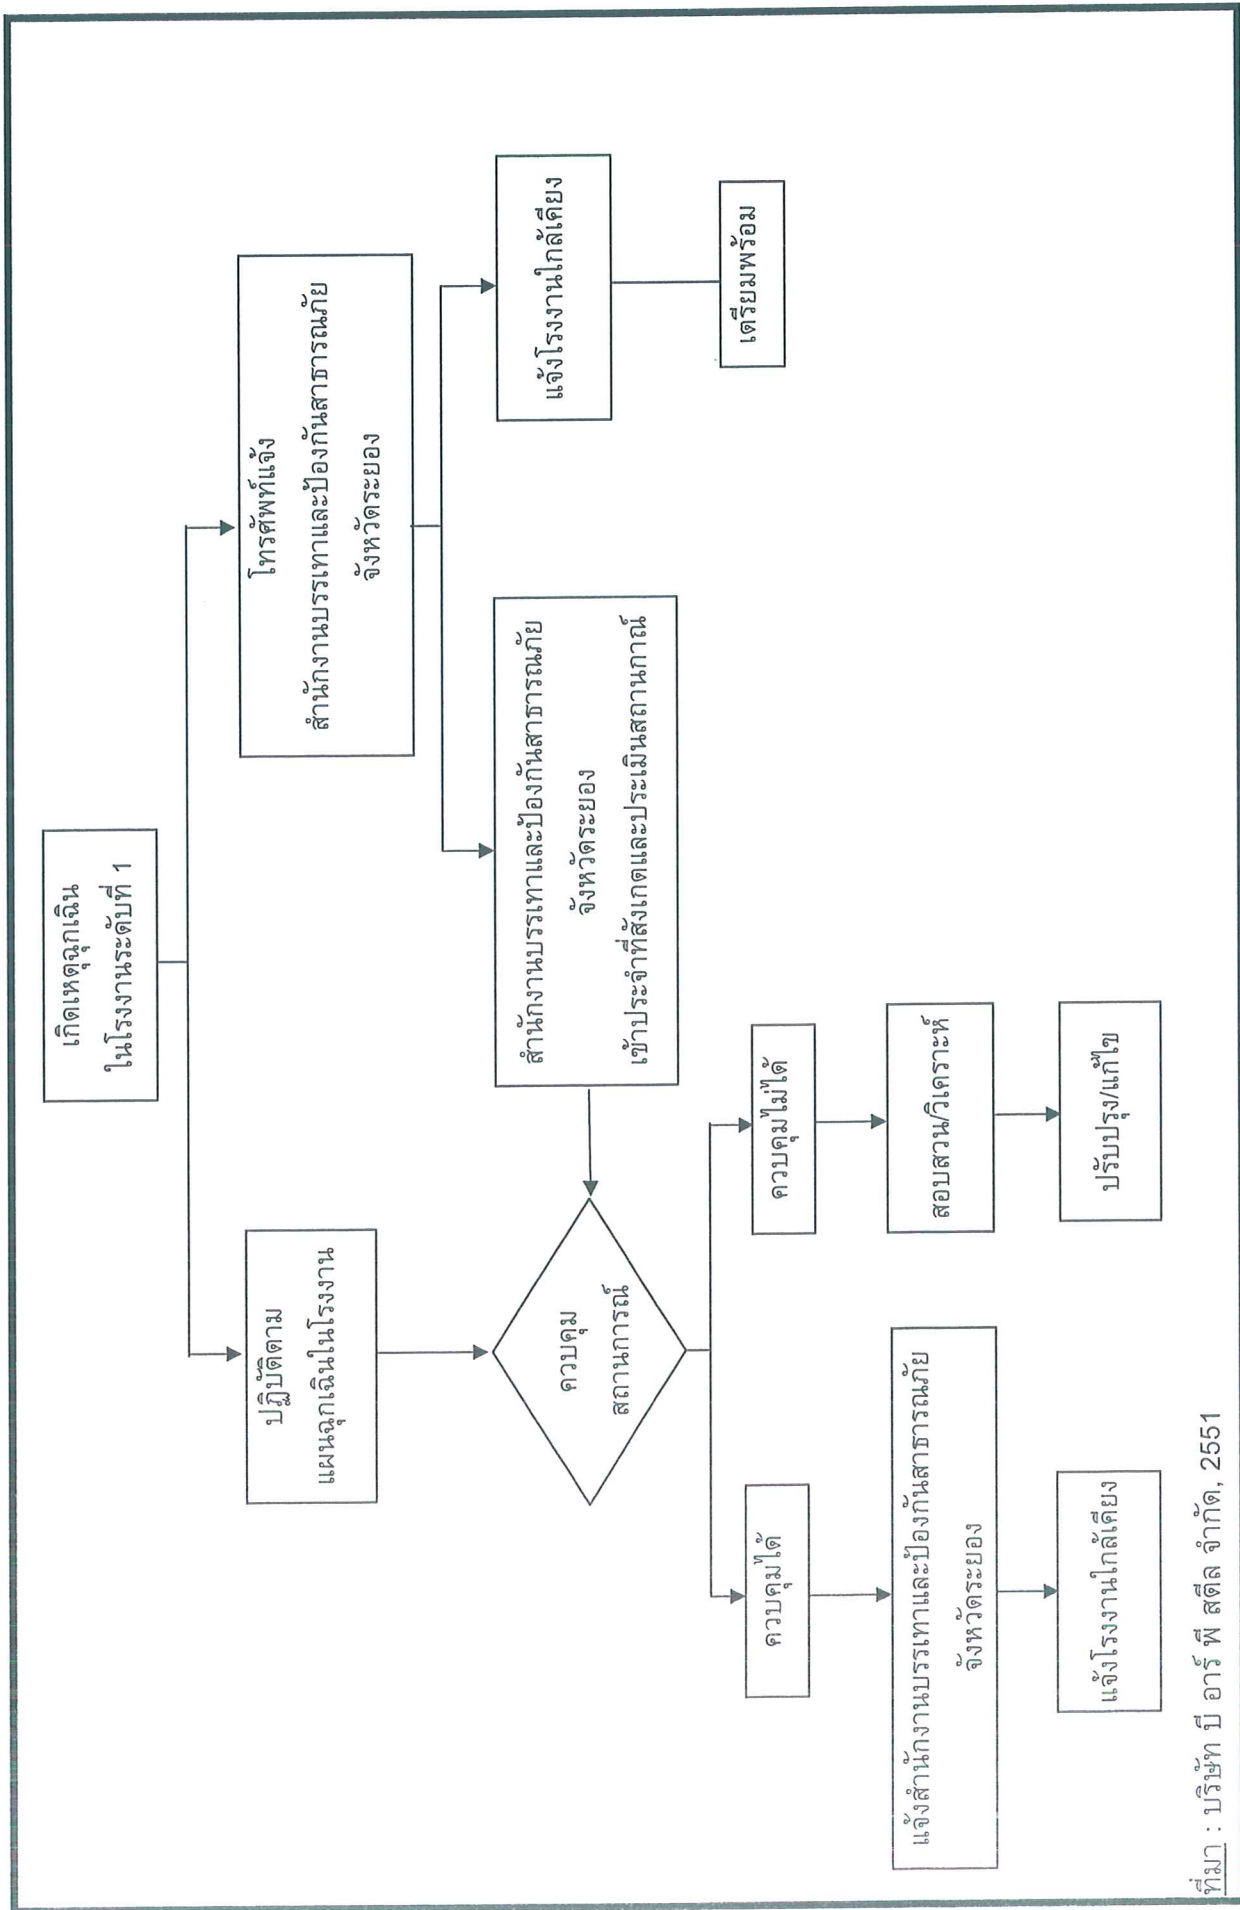 เกิดเหตุฉุกเฉิน
ในโรงงานระดับที่ 1
ปฏิบัติตาม
แผนฉุกเฉินในโรงงาน
โทรศัพท์แจ้ง
สำนักงานบรรเทาและป้องกันสาธารณภัย
จังหวัดระยอง
สำนักงานบรรเทาและป้องกันสาธารณภัย
จังหวัดระยอง
เข้าประจำที่สังเกตและประเมินสถานกาณ์
แจ้งโรงงานใกล้เคียง
เตรียมพร้อม
ควบคุม
สถานการณ์
ควบคุมได้
ควบคุมไม่ได้
แจ้งสำนักงานบรรเทาและป้องกันสาธารณภัย
จังหวัดระยอง
สอบสวน/วิเคราะห์
แจ้งโรงงานใกล้เคียง
ปรับปรุง/แก้ไข
ที่มา : บริษัท บี อาร์ พี สตีล จำกัด, 2551